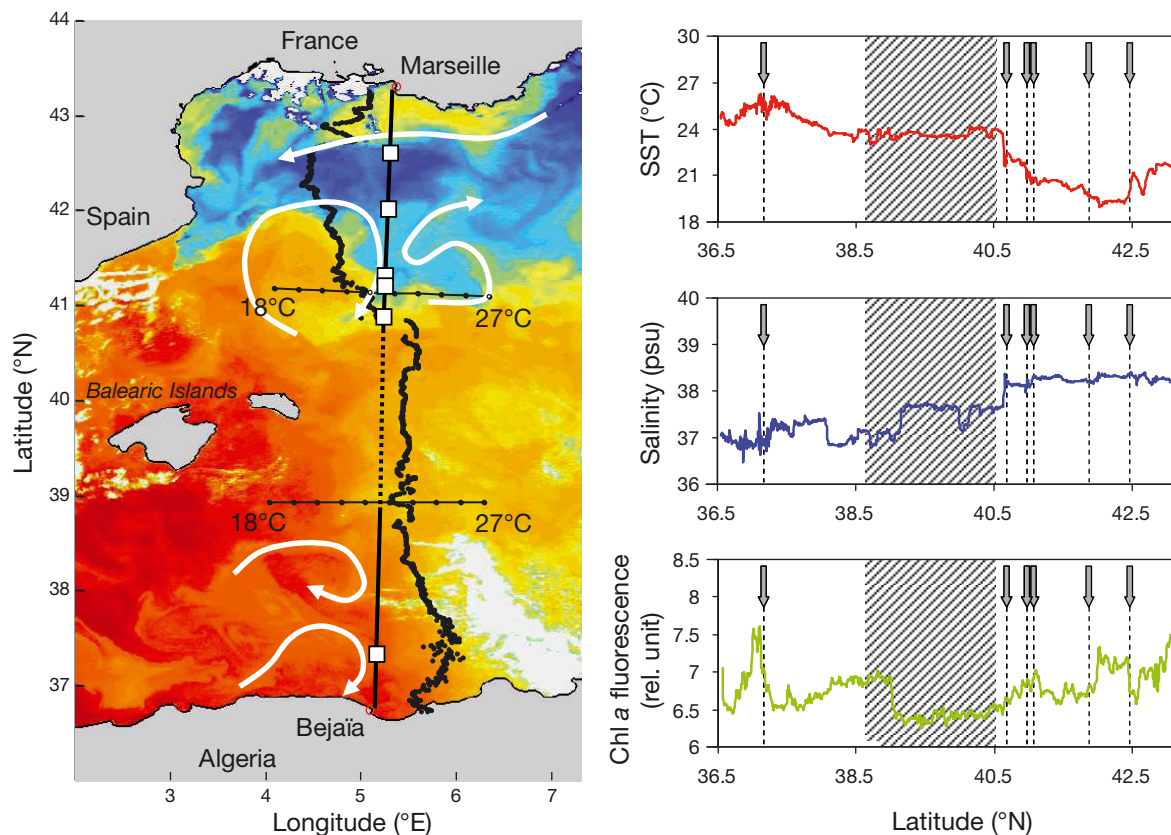 44
43
42
41
40
39
38
37
Latitude (°N)
France
Marseille
Spain
18°C
27°C
Balearic Islands
18°C
27°C
Bejaïa
Algeria
3
4
5
6
7
Longitude (°E)
30
27
24
21
18
SST (°C)
36.5
38.5
40.5
42.5
40
39
38
37
36
Salinity (psu)
36.5
38.5
40.5
42.5
8.5
8
7.5
7
6.5
6
Chl a fluorescence
(rel. unit)
36.5
38.5
40.5
42.5
Latitude (°N)